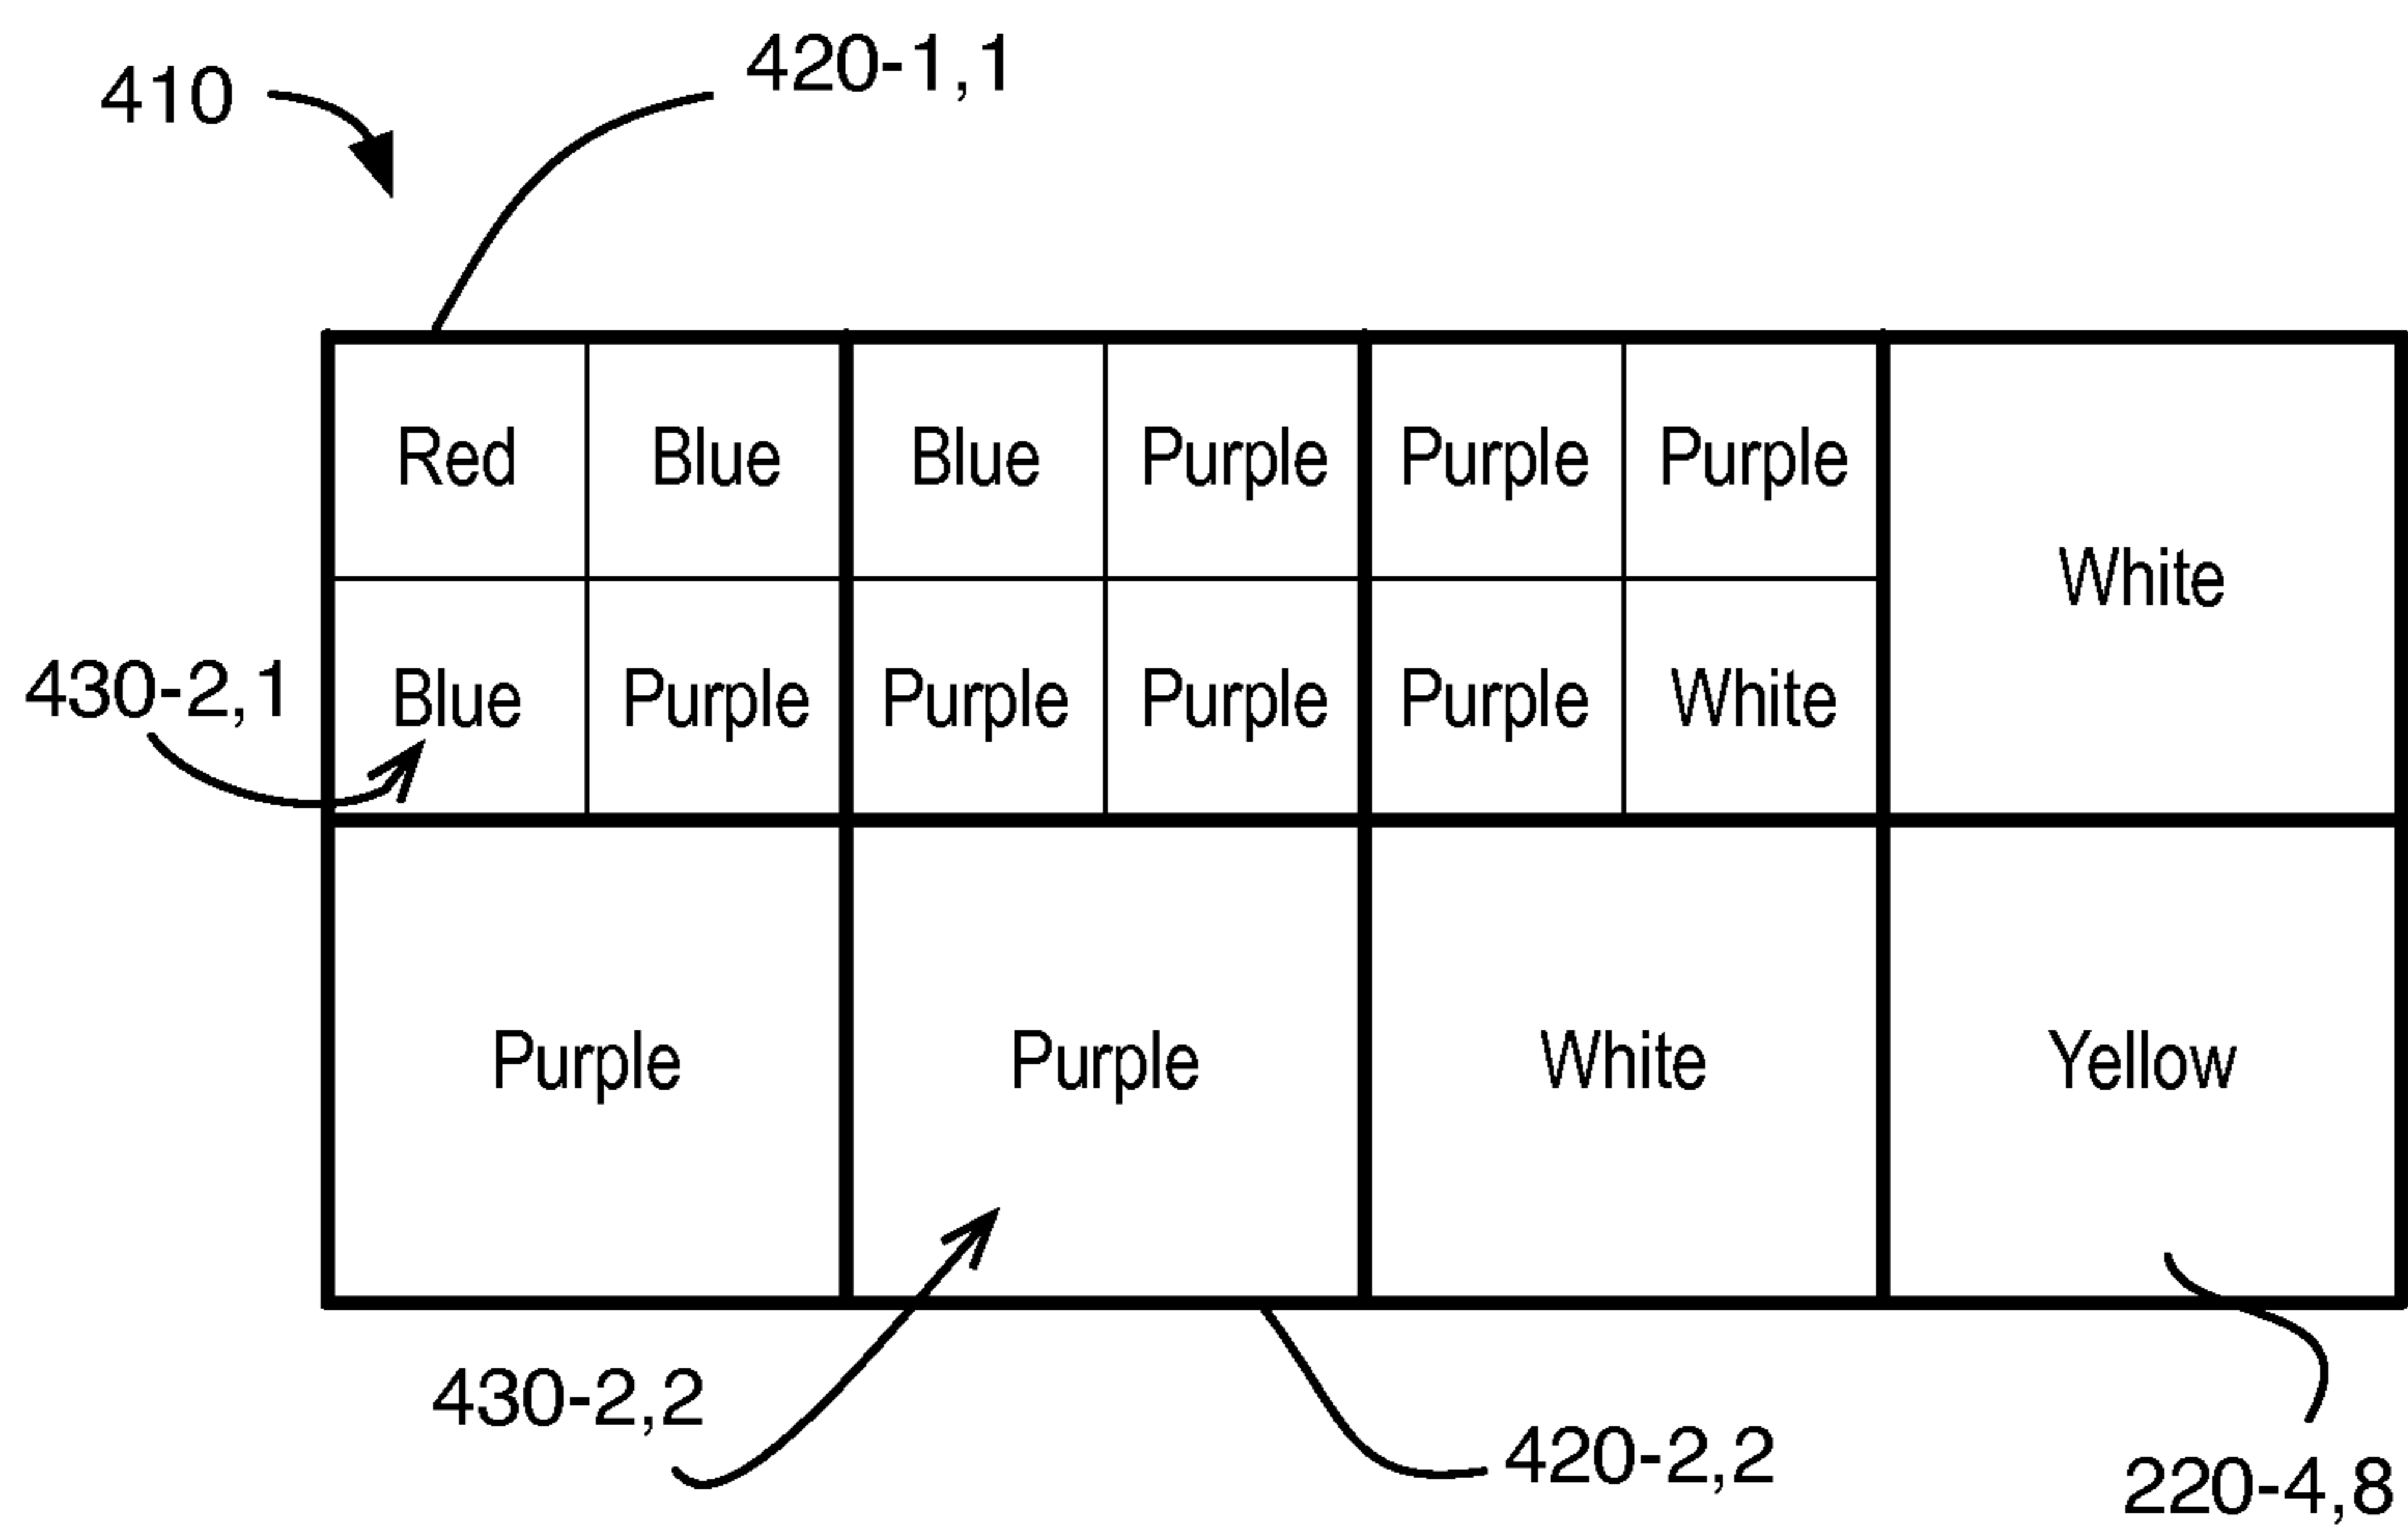 410
420-1,1
Red Blue Blue Purple Purple Purple
White
430-2,1
Blue Purple Purple Purple Purple White
Purple Purple White Yellow
430-2,2
420-2,2
220-4,8